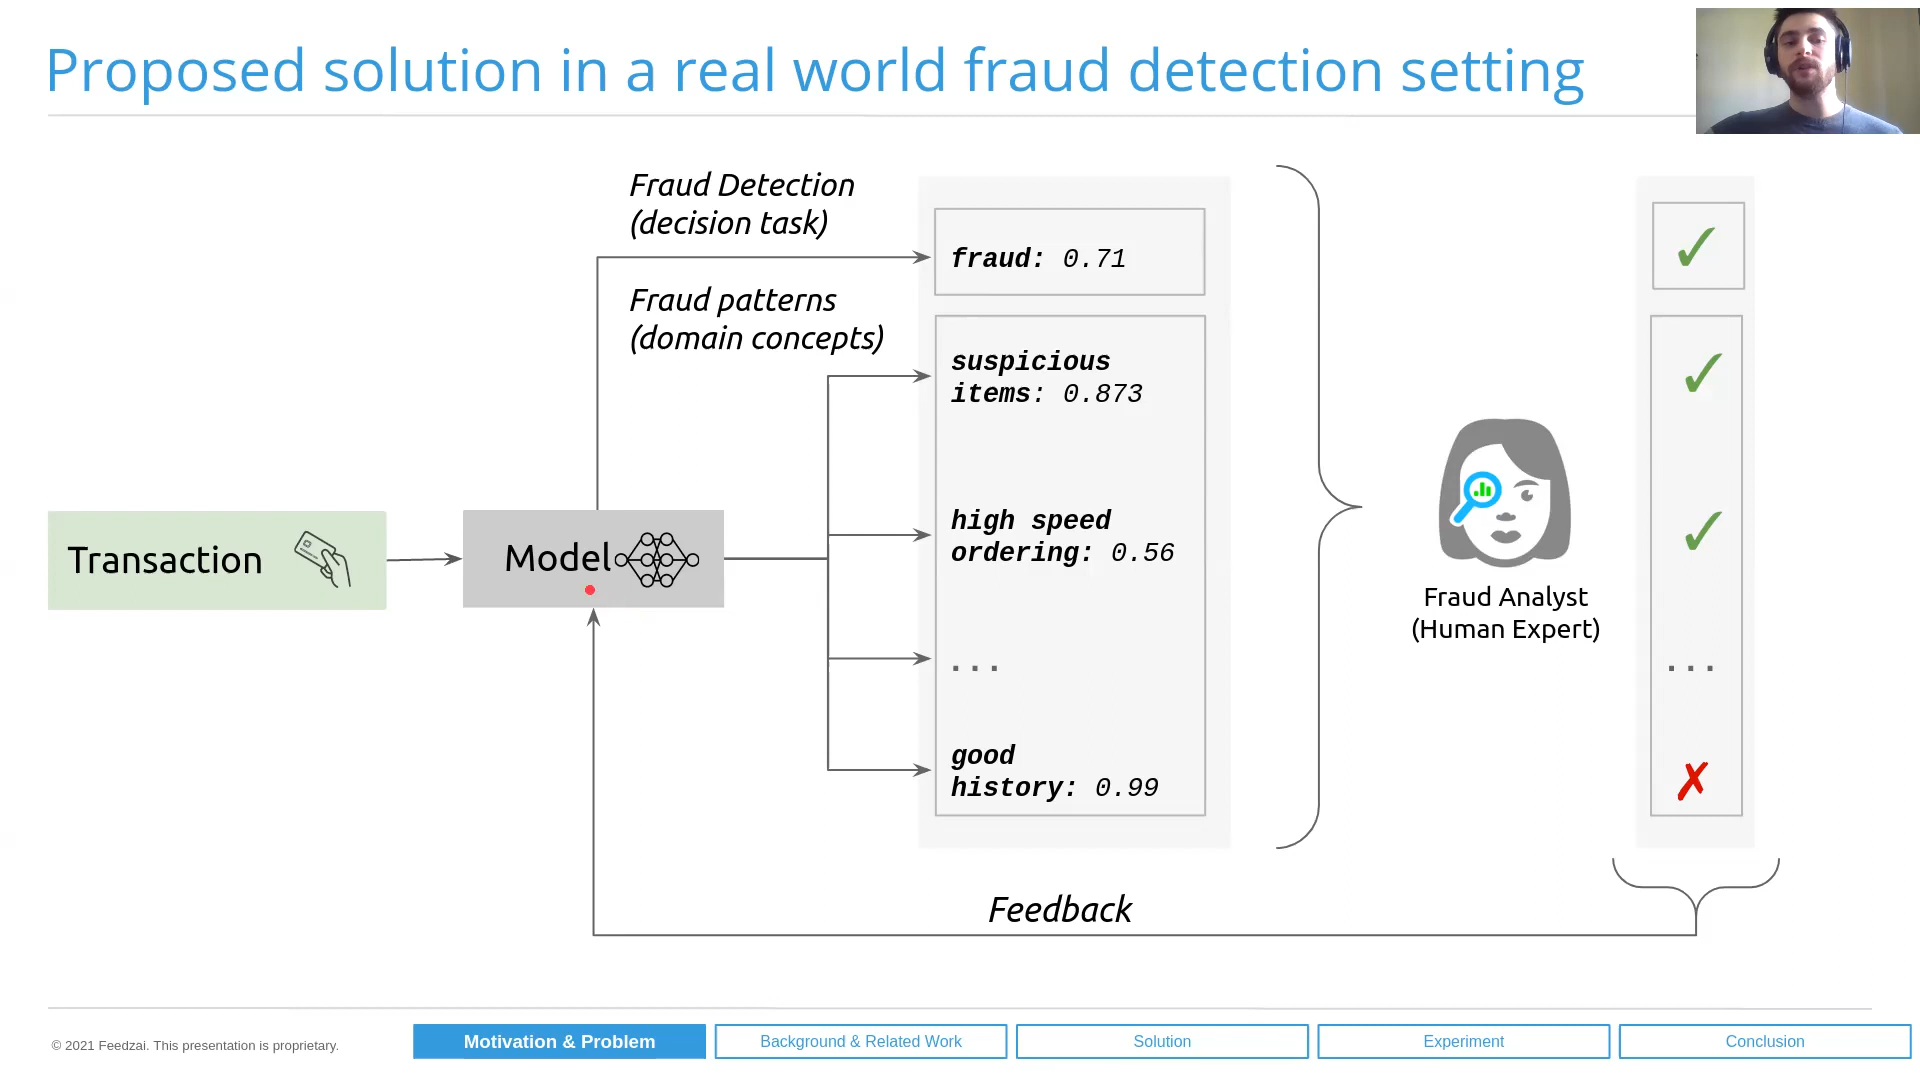 Proposed solution in a real world fraud detection setting
Fraud Detection
(decision task)
fraud: 0.71
Fraud patterns
(domain concepts)
suspicious
items: 0.873
high speed
ordering: 0.56
...
good
history: 0.99
Transaction
Model
Fraud Analyst
(Human Expert)
...
Feedback
© 2021 Feedzai. This presentation is proprietary.
Motivation & Problem
Background & Related Work
Solution
Experiment
Conclusion